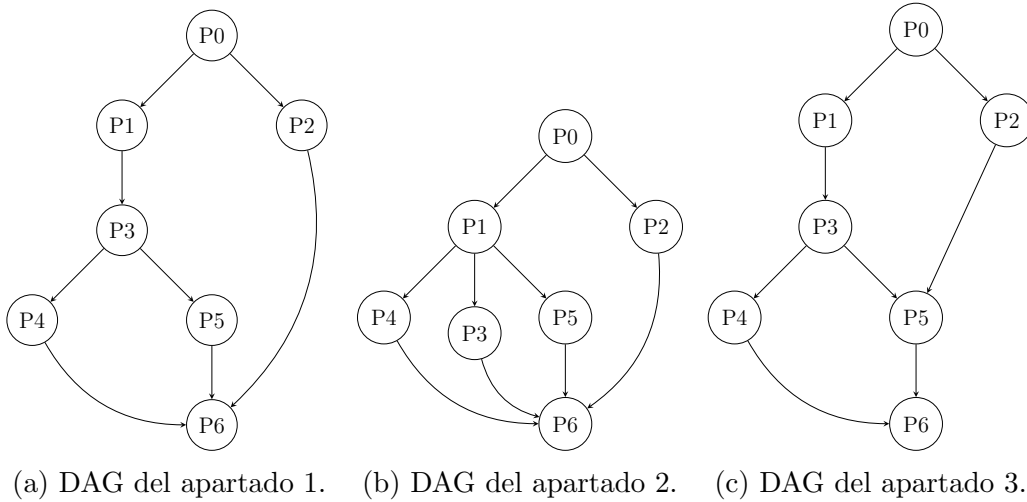 P0
P1
P2
P3
P4
P5
P6
(a) DAG del apartado 1.
P0
P1
P2
P4
P3
P5
P6
(b) DAG del apartado 2.
P0
P1
P2
P3
P4
P5
P6
(c) DAG del apartado 3.